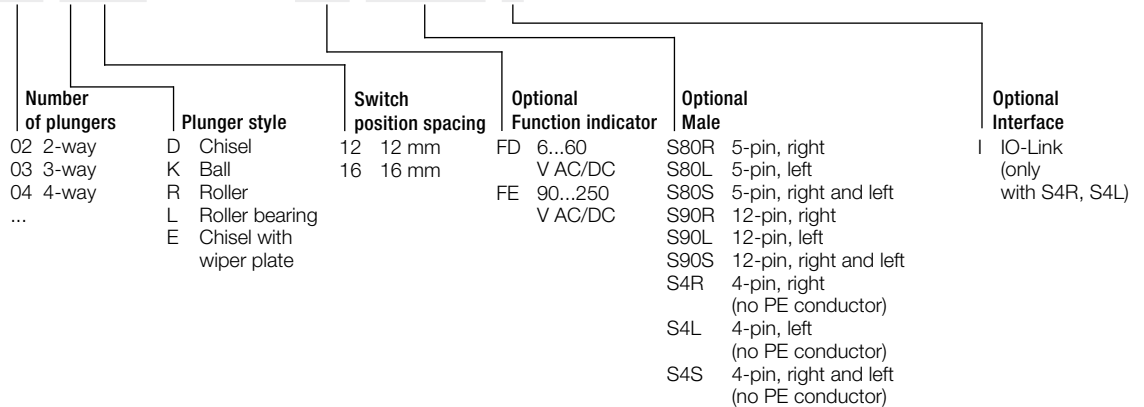 Number
of plungers
02 2-way
03 3-way
04 4-way
...
Plunger style
D Chisel
K Ball
R Roller
L Roller bearing
E Chisel with
wiper plate
Switch
position spacing
12 12 mm
16 16 mm
Optional
Function indicator
FD 6...60
V AC/DC
FE 90...250
V AC/DC
Optional
Male
S80R 5-pin, right
S80L 5-pin, left
S80S 5-pin, right and left
S90R 12-pin, right
S90L 12-pin, left
S90S 12-pin, right and left
S4R 4-pin, right
(no PE conductor)
S4L 4-pin, left
(no PE conductor)
S4S 4-pin, right and left
(no PE conductor)
Optional
Interface
I IO-Link
(only
with S4R, S4L)